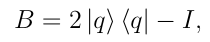 B = 2 |q⟩ ⟨q| − I,